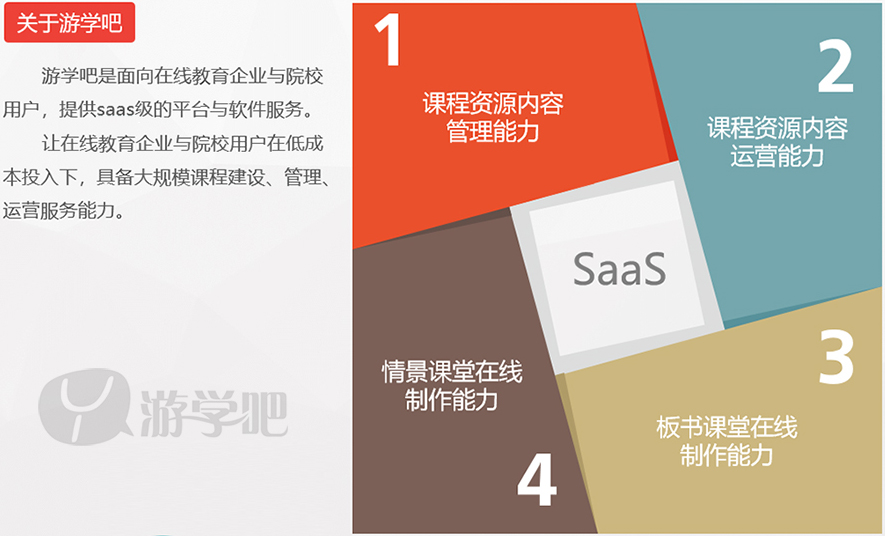 关于游学吧
游学吧是面向在线教育企业与院校
用户，提供saas级的平台与软件服务。
让在线教育企业与院校用户在低成
本投入下，具备大规模课程建设、管理、
运营服务能力。
游学吧
1
课程资源内容
管理能力
2
课程资源内容
运营能力
SaaS
3
板书课堂在线
制作能力
情景课堂在线
制作能力
4